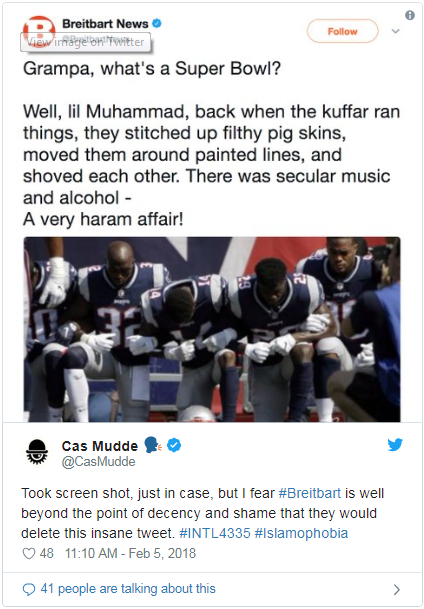 Breitbart News
View image on Twitter
Follow
Grampa, what's a Super Bowl?
Well, lil Muhammad, back when the kuffar ran
things, they stitched up filthy pig skins,
moved them around painted lines, and
shoved each other. There was secular music
and alcohol -
A very haram affair!
32
Cas Mudde
@CasMudde
Took screen shot, just in case, but I fear #Breitbart is well
beyond the point of decency and shame that they would
delete this insane tweet. #INTL4335 #Islamophobia
48 11:10 AM - Feb 5, 2018
41 people are talking about this